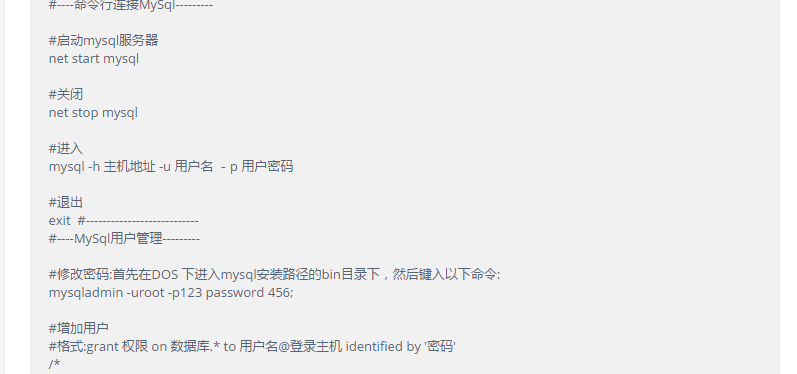 #----命令行连接MySql---------
#启动mysql服务器
net start mysql
#关闭
net stop mysql
#进入
mysql -h 主机地址 -u 用户名 －p 用户密码
#退出
exit  #---------------------------
#----MySql用户管理---------
#修改密码:首先在DOS 下进入mysql安装路径的bin目录下，然后键入以下命令:
mysqladmin -uroot -p123 password 456;
#增加用户
#格式:grant 权限 on 数据库.* to 用户名@登录主机 identified by '密码'
/*